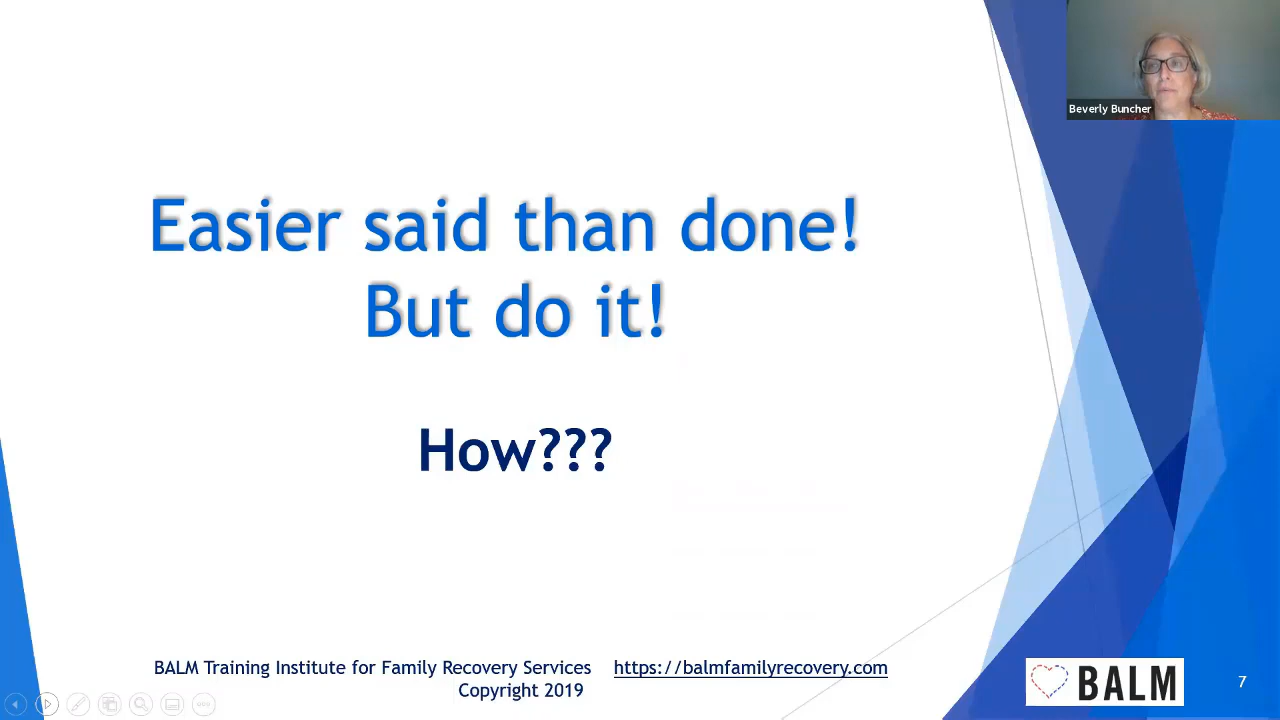 Beverly Buncher
Easier said than done!
But do it!
How???
BALM Training Institute for Family Recovery Services https://balmfamilyrecovery.com
Copyright 2019
BALM
7